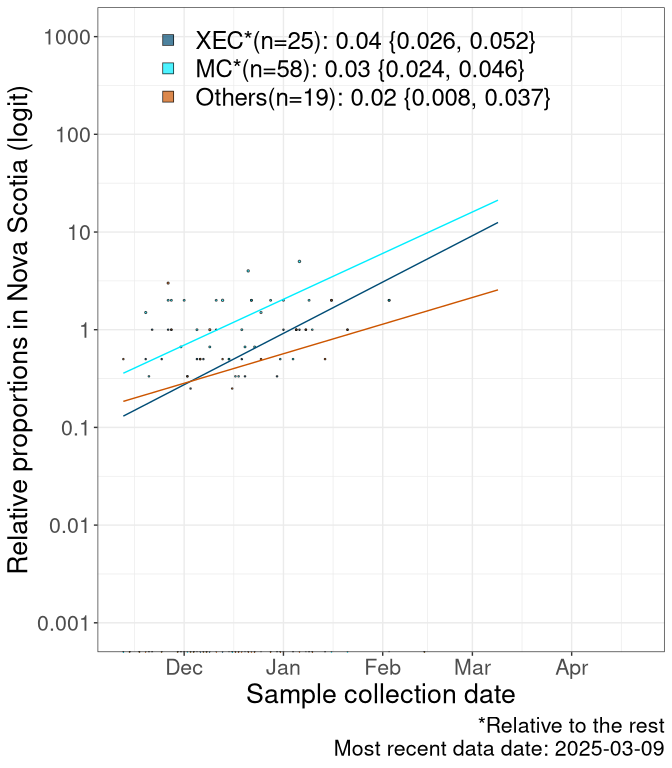 XEC*(n=25): 0.04 {0.026, 0.052}
MC*(n=58): 0.03 {0.024, 0.046}
Others(n=19): 0.02 {0.008, 0.037}
Relative proportions in Nova Scotia (logit)
1000
100
10
1
0.1
0.01
0.001
Dec Jan Feb Mar Apr
Sample collection date
*Relative to the rest
Most recent data date: 2025-03-09